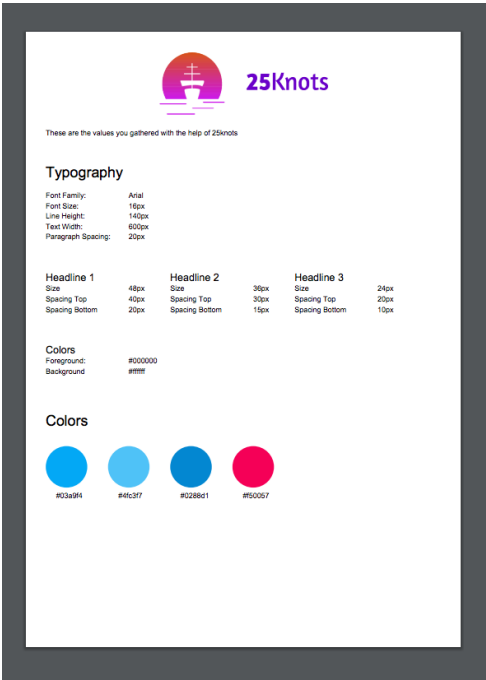 25Knots
These are the values you gathered with the help of 25knots
Typography
Font Family: Arial
Font Size: 16px
Line Height: 140px
Text Width: 600px
Paragraph Spacing: 20px
Headline 1 Headline 2 Headline 3
Size 48px Size 36px Size 24px
Spacing Top 40px Spacing Top 30px Spacing Top 20px
Spacing Bottom 20px Spacing Bottom 15px Spacing Bottom 10px
Colors
Foreground: #000000
Background #ffffff
Colors
#03a9f4 #4fc3f7 #0288d1 #f50057